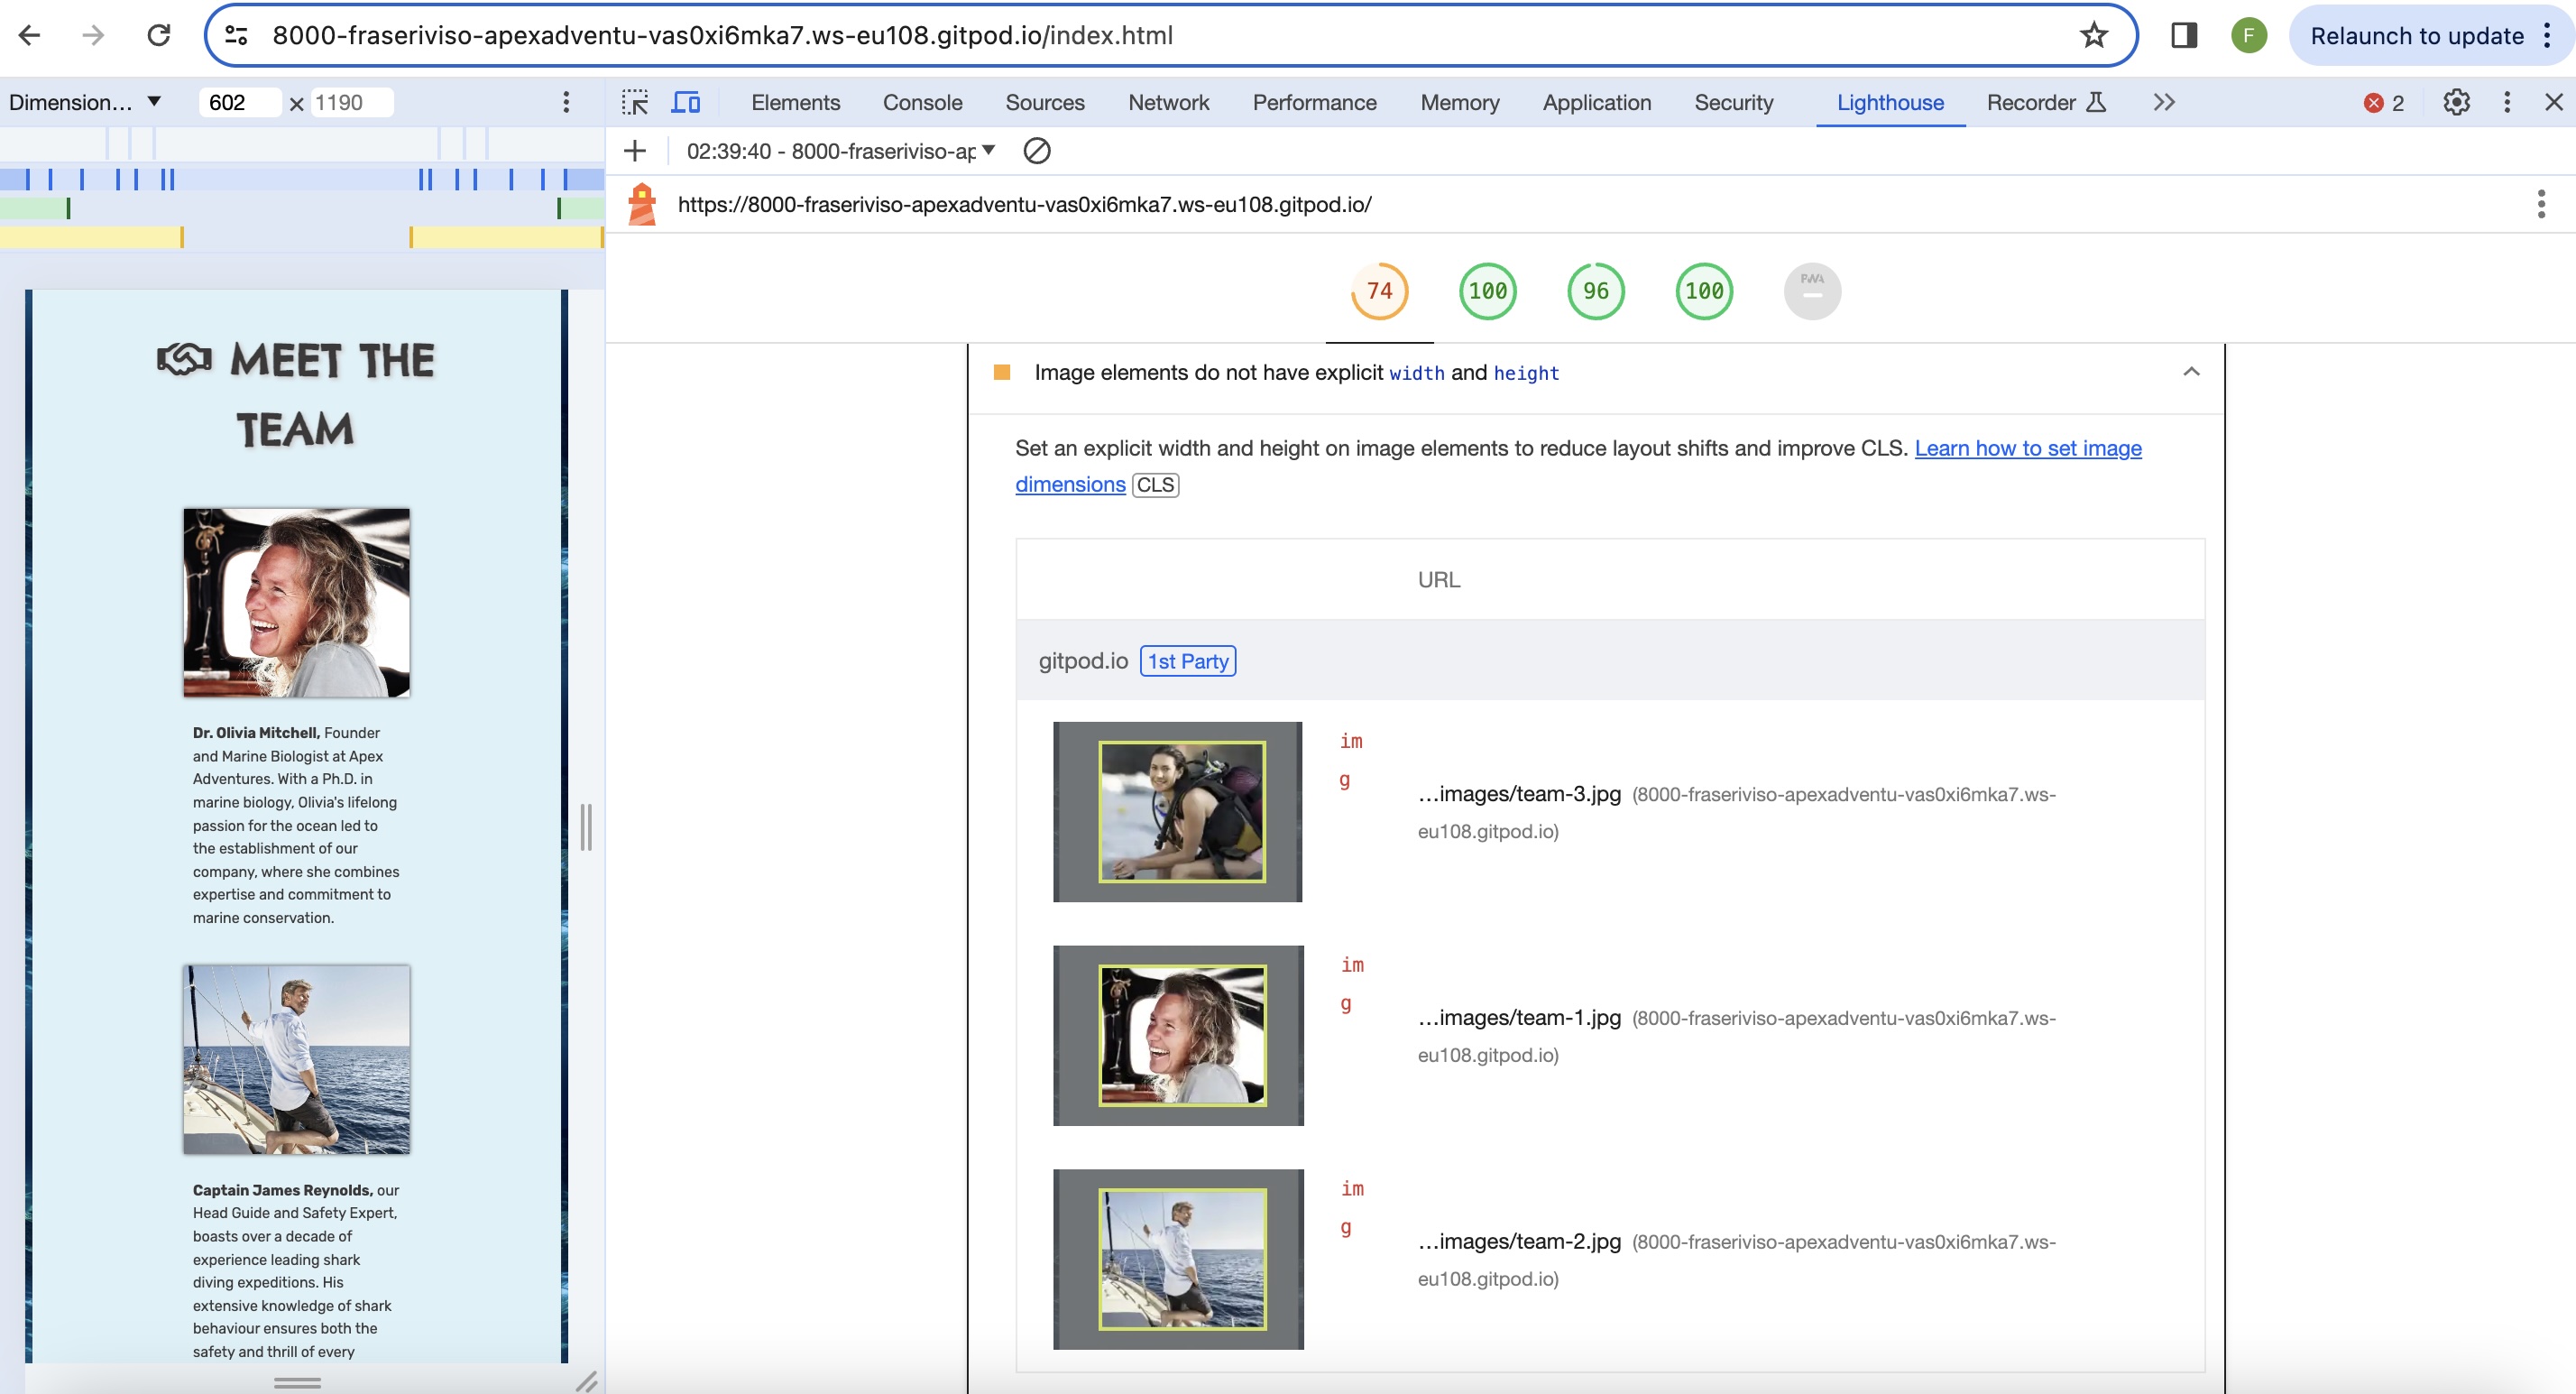 8000-fraseriviso-apexadventu-vas0xi6mka7.ws-eu108.gitpod.io/index.html
F
Relaunch to update
Dimension... 602 × 1190
Elements Console Sources Network Performance Memory Application Security Lighthouse Recorder 2
02:39:40 - 8000-fraseriviso-ap
https://8000-fraseriviso-apexadventu-vas0xi6mka7.ws-eu108.gitpod.io/
74 100 96 100 PWA
MEET THE
TEAM
Dr. Olivia Mitchell, Founder
and Marine Biologist at Apex
Adventures. With a Ph.D. in
marine biology, Olivia's lifelong
passion for the ocean led to
the establishment of our
company, where she combines
expertise and commitment to
marine conservation.
Captain James Reynolds, our
Head Guide and Safety Expert,
boasts over a decade of
experience leading shark
diving expeditions. His
extensive knowledge of shark
behaviour ensures both the
safety and thrill of every
Image elements do not have explicit width and height
Set an explicit width and height on image elements to reduce layout shifts and improve CLS. Learn how to set image
dimensions CLS
URL
gitpod.io 1st Party
im
g
...images/team-3.jpg (8000-fraseriviso-apexadventu-vas0xi6mka7.ws-
eu108.gitpod.io)
im
g
...images/team-1.jpg (8000-fraseriviso-apexadventu-vas0xi6mka7.ws-
eu108.gitpod.io)
im
g
...images/team-2.jpg (8000-fraseriviso-apexadventu-vas0xi6mka7.ws-
eu108.gitpod.io)